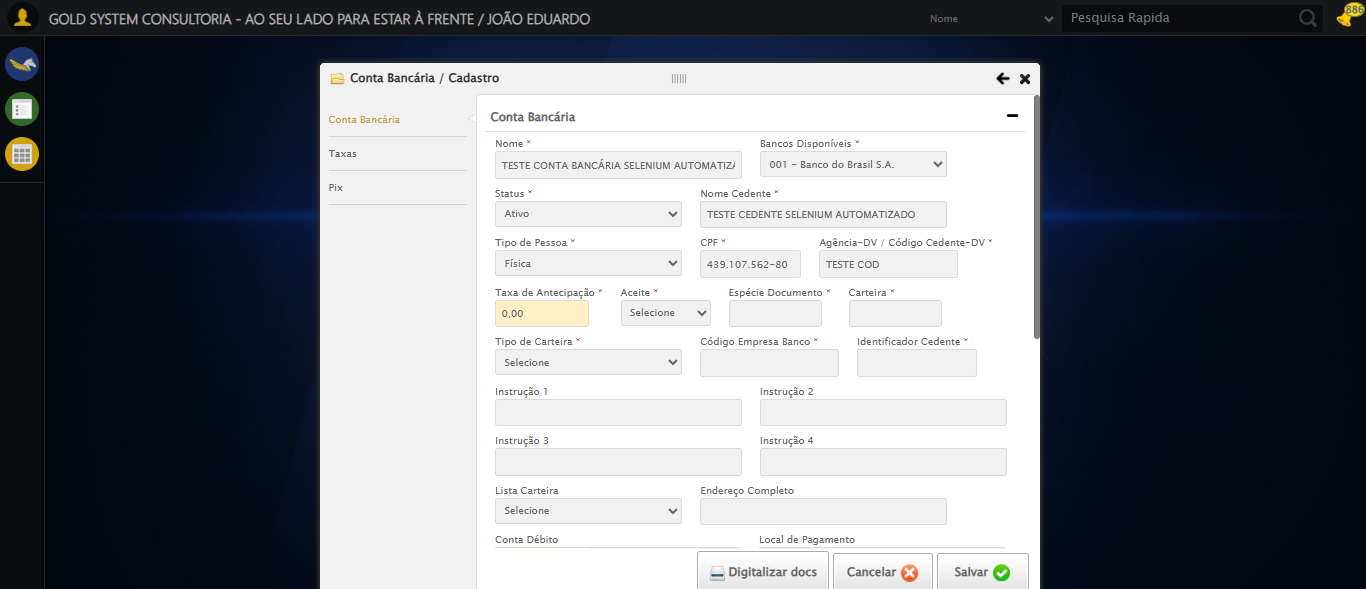 GOLD SYSTEM CONSULTORIA - AO SEU LADO PARA ESTAR À FRENTE / JOÃO EDUARDO
Nome
Pesquisa Rapida
886
Conta Bancária / Cadastro
Conta Bancária
Taxas
Pix
Conta Bancária
Nome * Bancos Disponíveis *
TESTE CONTA BANCÁRIA SELENIUM AUTOMATIZA 001 - Banco do Brasil S.A.
Status * Nome Cedente *
Ativo TESTE CEDENTE SELENIUM AUTOMATIZADO
Tipo de Pessoa * CPF * Agência-DV / Código Cedente-DV *
Física 439.107.562-80 TESTE COD
Taxa de Antecipação * Aceite * Espécie Documento * Carteira *
0,00 Selecione
Tipo de Carteira * Código Empresa Banco * Identificador Cedente *
Selecione
Instrução 1 Instrução 2
Instrução 3 Instrução 4
Lista Carteira Endereço Completo
Selecione
Conta Débito Local de Pagamento
Digitalizar docs Cancelar Salvar